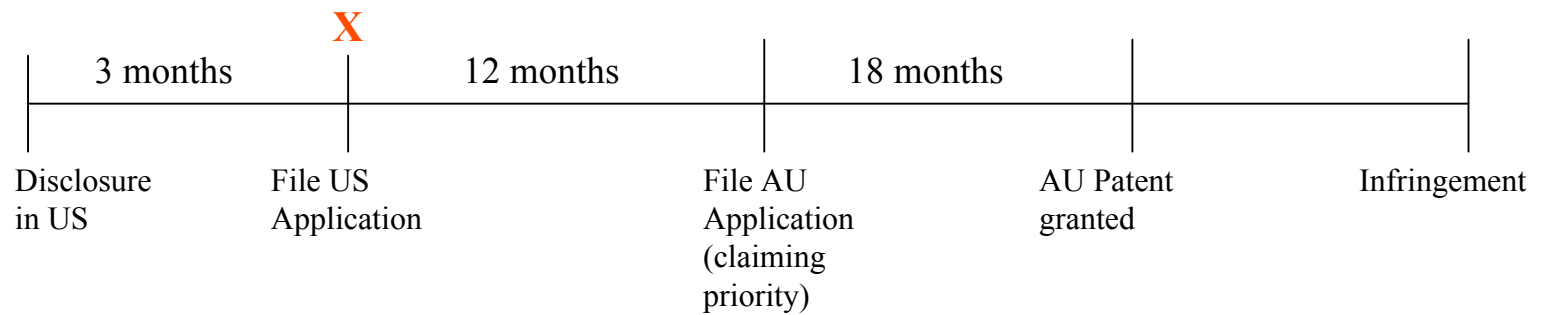 X
3 months
12 months
18 months
Disclosure
in US
File US
Application
File AU
Application
(claiming
priority)
AU Patent
granted
Infringement